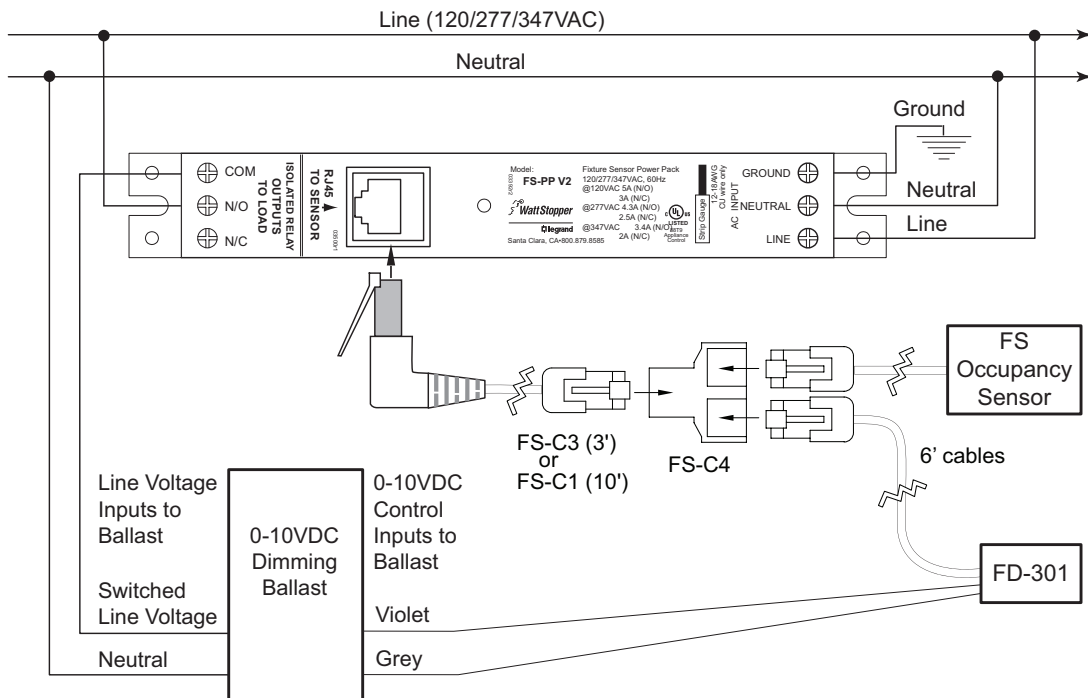 Line (120/277/347VAC)
Neutral
Ground
COM
N/O
N/C
ISOLATED RELAY
OUTPUTS
TO LOAD
RJ45
TO SENSOR
Model:
FS-PP V2
WattStopper
legrand
Santa Clara, CA•800.879.8585
Fixture Sensor Power Pack
120/277/347VAC, 60Hz
@120VAC 5A (N/O)
3A (N/C)
@277VAC 4.3A (N/O)
2.5A (N/C)
@347VAC 3.4A (N/O)
2A (N/C)
C UL US
LISTED
Appliance
Control
Strip Gauge
12-18AWG
CU wire only
AC INPUT
GROUND
NEUTRAL
LINE
Neutral
Line
FS
Occupancy
Sensor
FS-C3 (3')
or
FS-C1 (10')
FS-C4
6' cables
Line Voltage
Inputs to
Ballast
Switched
Line Voltage
Neutral
0-10VDC
Dimming
Ballast
0-10VDC
Control
Inputs to
Ballast
Violet
Grey
FD-301